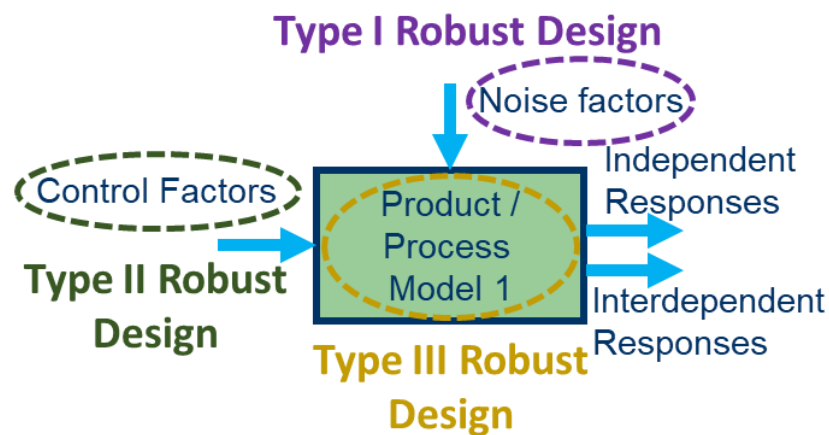 Type I Robust Design
Noise factors
Independent
Responses
Control Factors
Product /
Process
Model 1
Type II Robust
Design
Interdependent
Responses
Type III Robust
Design